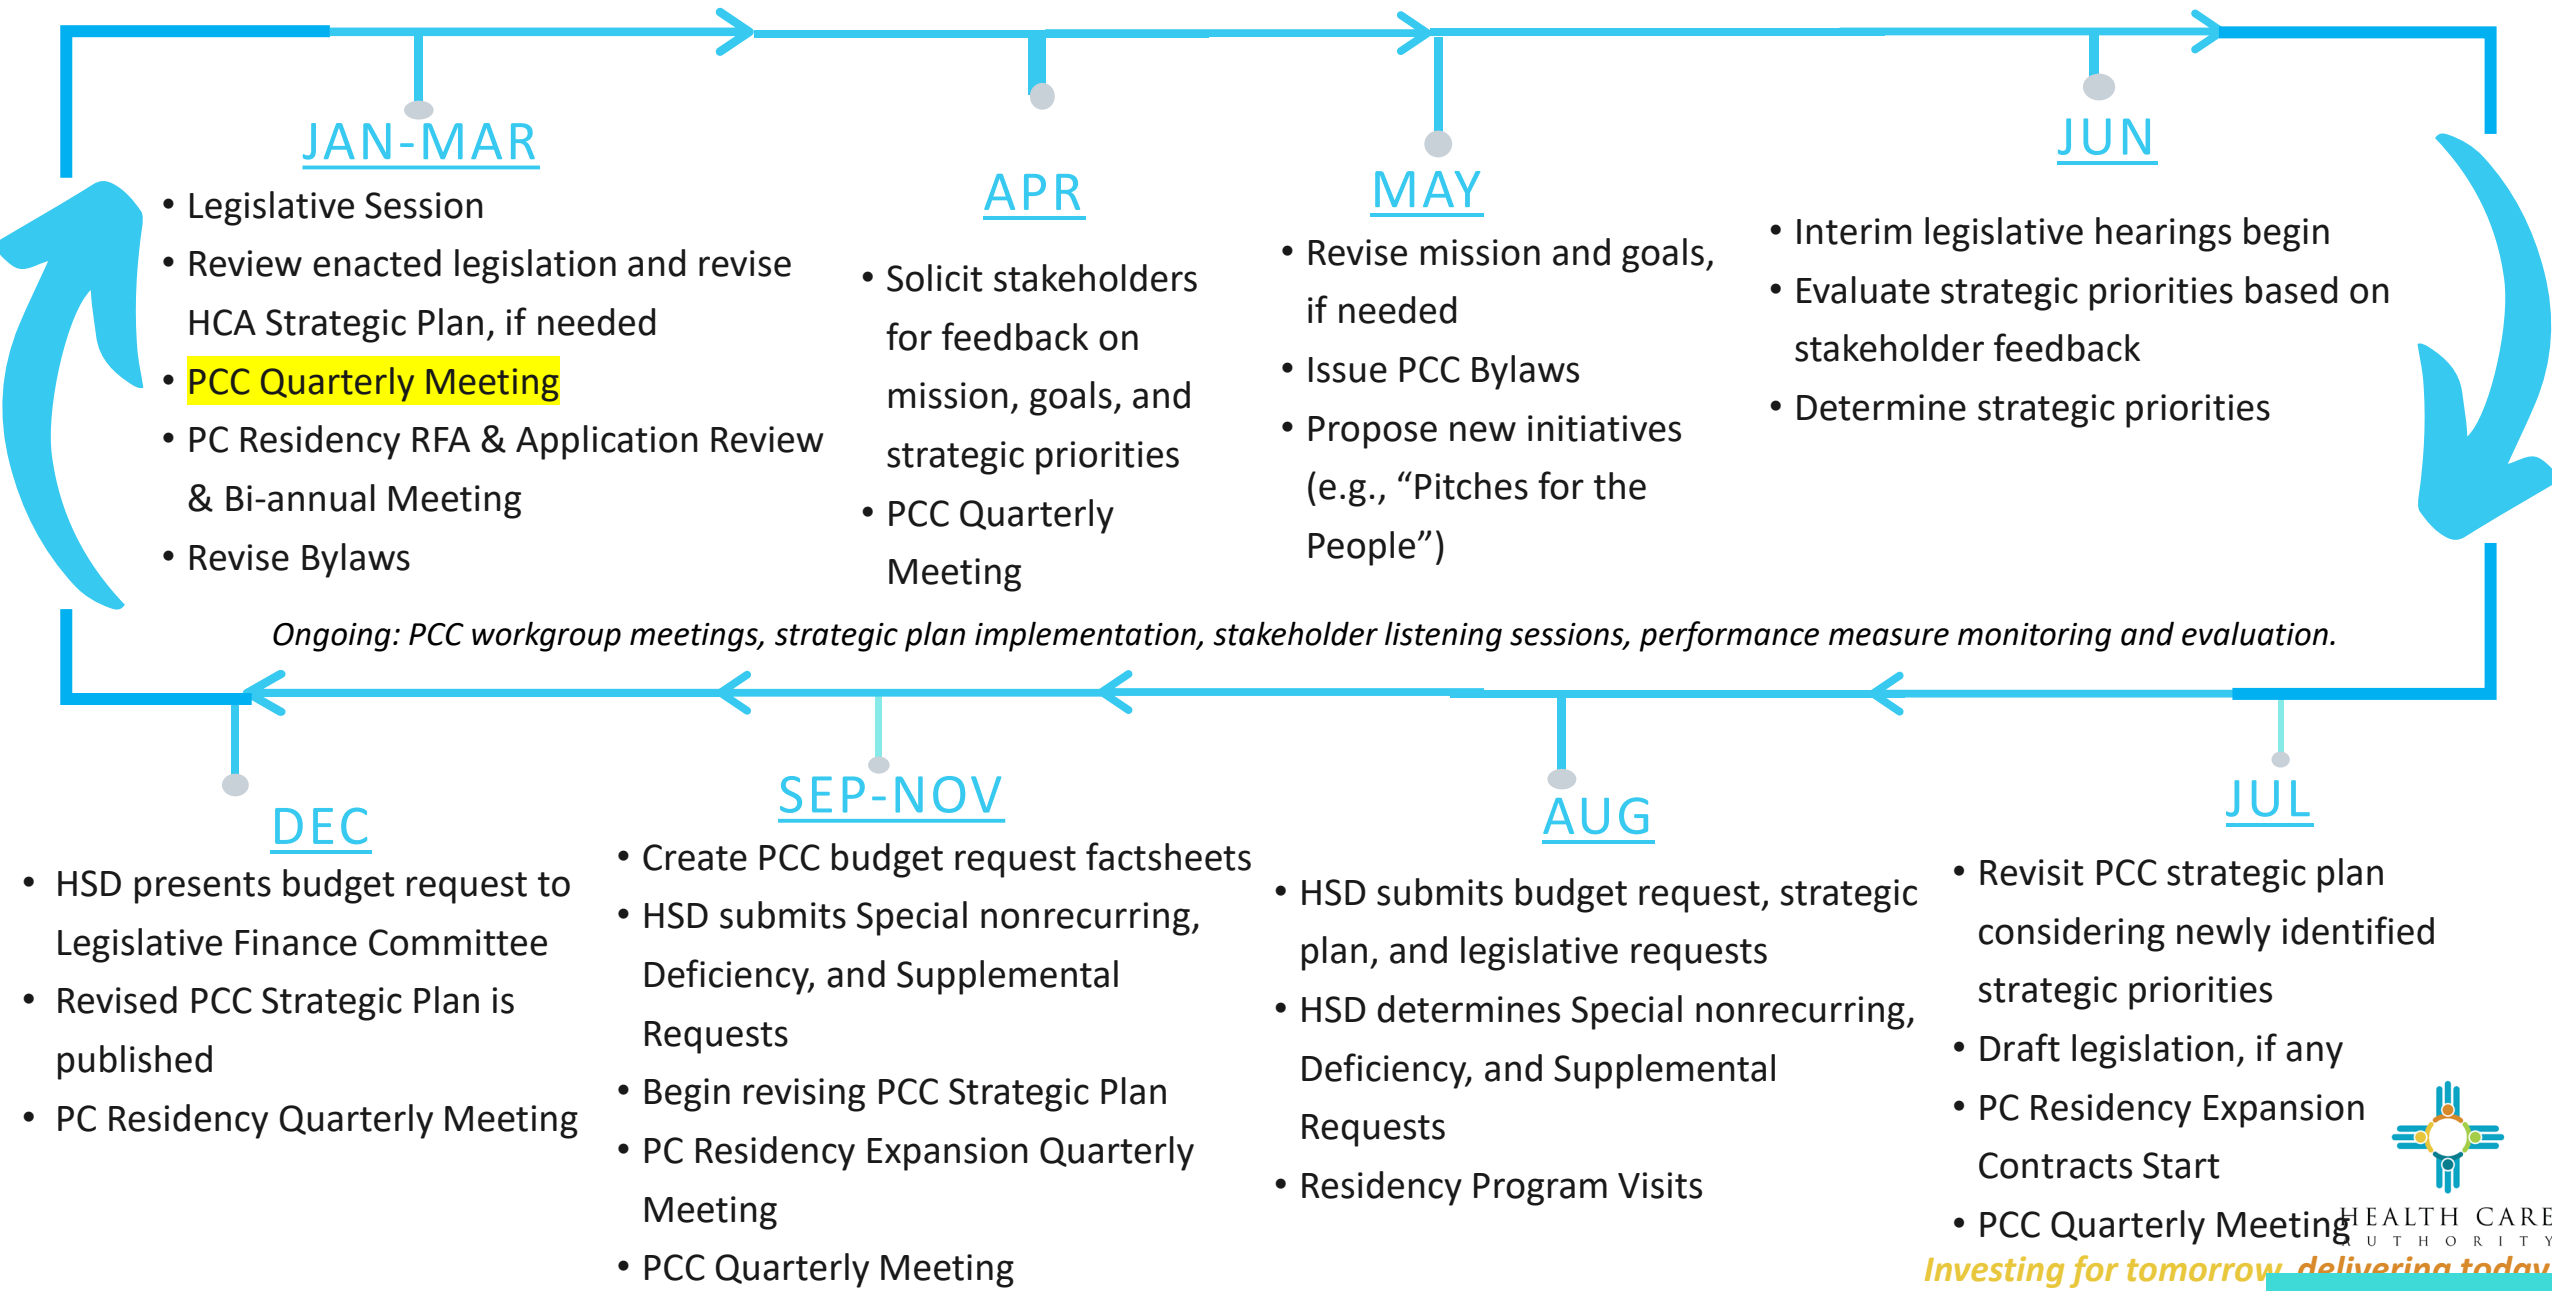 JAN-MAR
• Legislative Session
• Review enacted legislation and revise
HCA Strategic Plan, if needed
• PCC Quarterly Meeting
• PC Residency RFA & Application Review
& Bi-annual Meeting
• Revise Bylaws
APR
• Solicit stakeholders
for feedback on
mission, goals, and
strategic priorities
• PCC Quarterly
Meeting
MAY
• Revise mission and goals,
if needed
• Issue PCC Bylaws
• Propose new initiatives
(e.g., “Pitches for the
People”)
JUN
• Interim legislative hearings begin
• Evaluate strategic priorities based on
stakeholder feedback
• Determine strategic priorities
Ongoing: PCC workgroup meetings, strategic plan implementation, stakeholder listening sessions, performance measure monitoring and evaluation.
DEC
• HSD presents budget request to
Legislative Finance Committee
• Revised PCC Strategic Plan is
published
• PC Residency Quarterly Meeting
SEP-NOV
• Create PCC budget request factsheets
• HSD submits Special nonrecurring,
Deficiency, and Supplemental
Requests
• Begin revising PCC Strategic Plan
• PC Residency Expansion Quarterly
Meeting
• PCC Quarterly Meeting
AUG
• HSD submits budget request, strategic
plan, and legislative requests
• HSD determines Special nonrecurring,
Deficiency, and Supplemental
Requests
• Residency Program Visits
JUL
• Revisit PCC strategic plan
considering newly identified
strategic priorities
• Draft legislation, if any
• PC Residency Expansion
Contracts Start
• PCC Quarterly Meeting
HEALTH CARE
AUTHORITY
Investing for tomorrow, delivering today